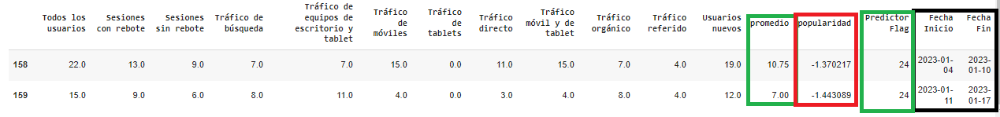 Todos los usuarios Sesiones con rebote Sesiones sin rebote Tráfico de búsqueda Tráfico de equipos de escritorio y tablet Tráfico de móviles Tráfico de tablets Tráfico directo Tráfico móvil y de tablet Tráfico orgánico Tráfico referido Usuarios nuevos promedio popularidad Predictor Flag Fecha Inicio Fecha Fin
158 22.0 13.0 9.0 7.0 7.0 15.0 0.0 11.0 15.0 7.0 4.0 19.0 10.75 -1.370217 24 2023-01-04 2023-01-10
159 15.0 9.0 6.0 8.0 11.0 4.0 0.0 3.0 4.0 8.0 4.0 12.0 7.00 -1.443089 24 2023-01-11 2023-01-17